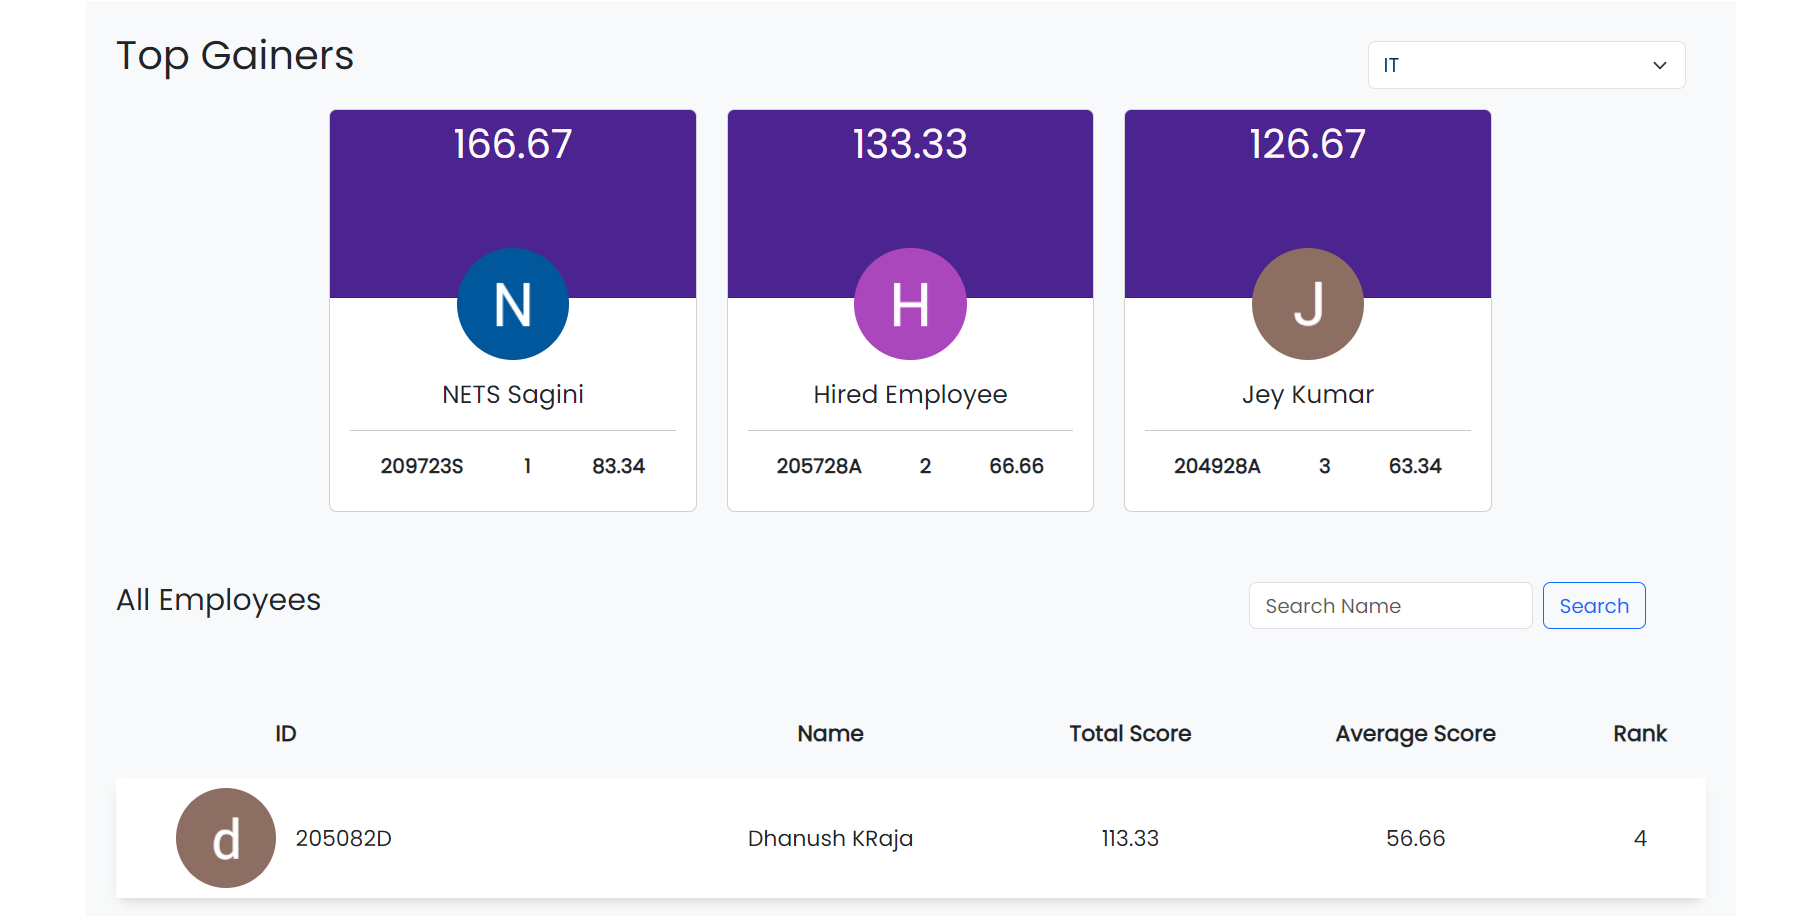 Top Gainers
IT
166.67
133.33
126.67
N
H
J
NETS Sagini
Hired Employee
Jey Kumar
209723S 1 83.34
205728A 2 66.66
204928A 3 63.34
All Employees
Search Name
Search
ID Name Total Score Average Score Rank
d 205082D Dhanush KRaja 113.33 56.66 4